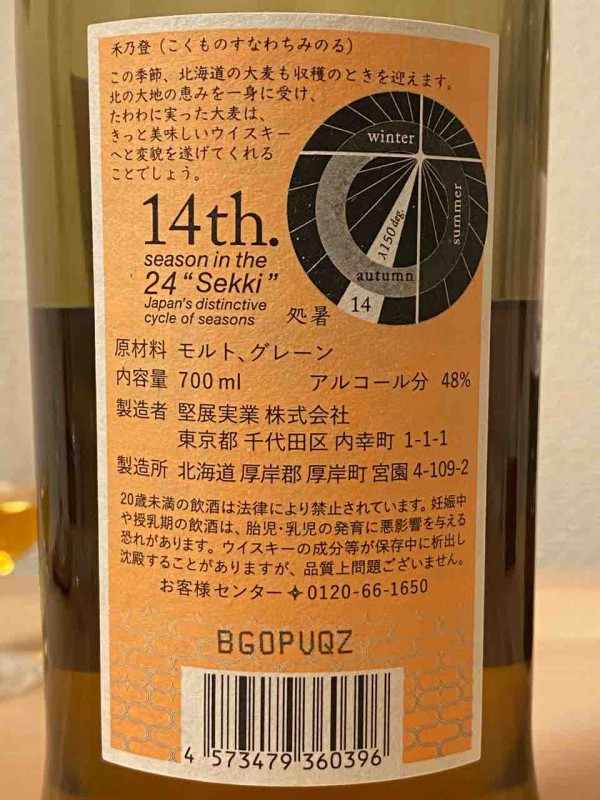 禾乃登（こくものすなわちみのる）
この季節、北海道の大麦も収穫のときを迎えます。
北の大地の恵みを一身に受け、
たわわに実った大麦は、
きっと美味しいウイスキー
へと変貌を遂げてくれる
ことでしょう。
winter
summer
λ150 deg.
autumn
14
14th.
season in the
24 “Sekki”
Japan's distinctive
cycle of seasons
処暑
原材料 モルト、グレーン
内容量 700 ml アルコール分 48%
製造者 堅展実業 株式会社
東京都 千代田区 内幸町 1-1-1
製造所 北海道 厚岸郡 厚岸町 宮園 4-109-2
20歳未満の飲酒は法律により禁止されています。妊娠中
や授乳期の飲酒は、胎児・乳児の発育に悪影響を与える
恐れがあります。ウイスキーの成分等が保存中に析出し
沈殿することがありますが、品質上問題ございません。
お客様センター✧0120-66-1650
BGOPVQZ
4 573479 360396